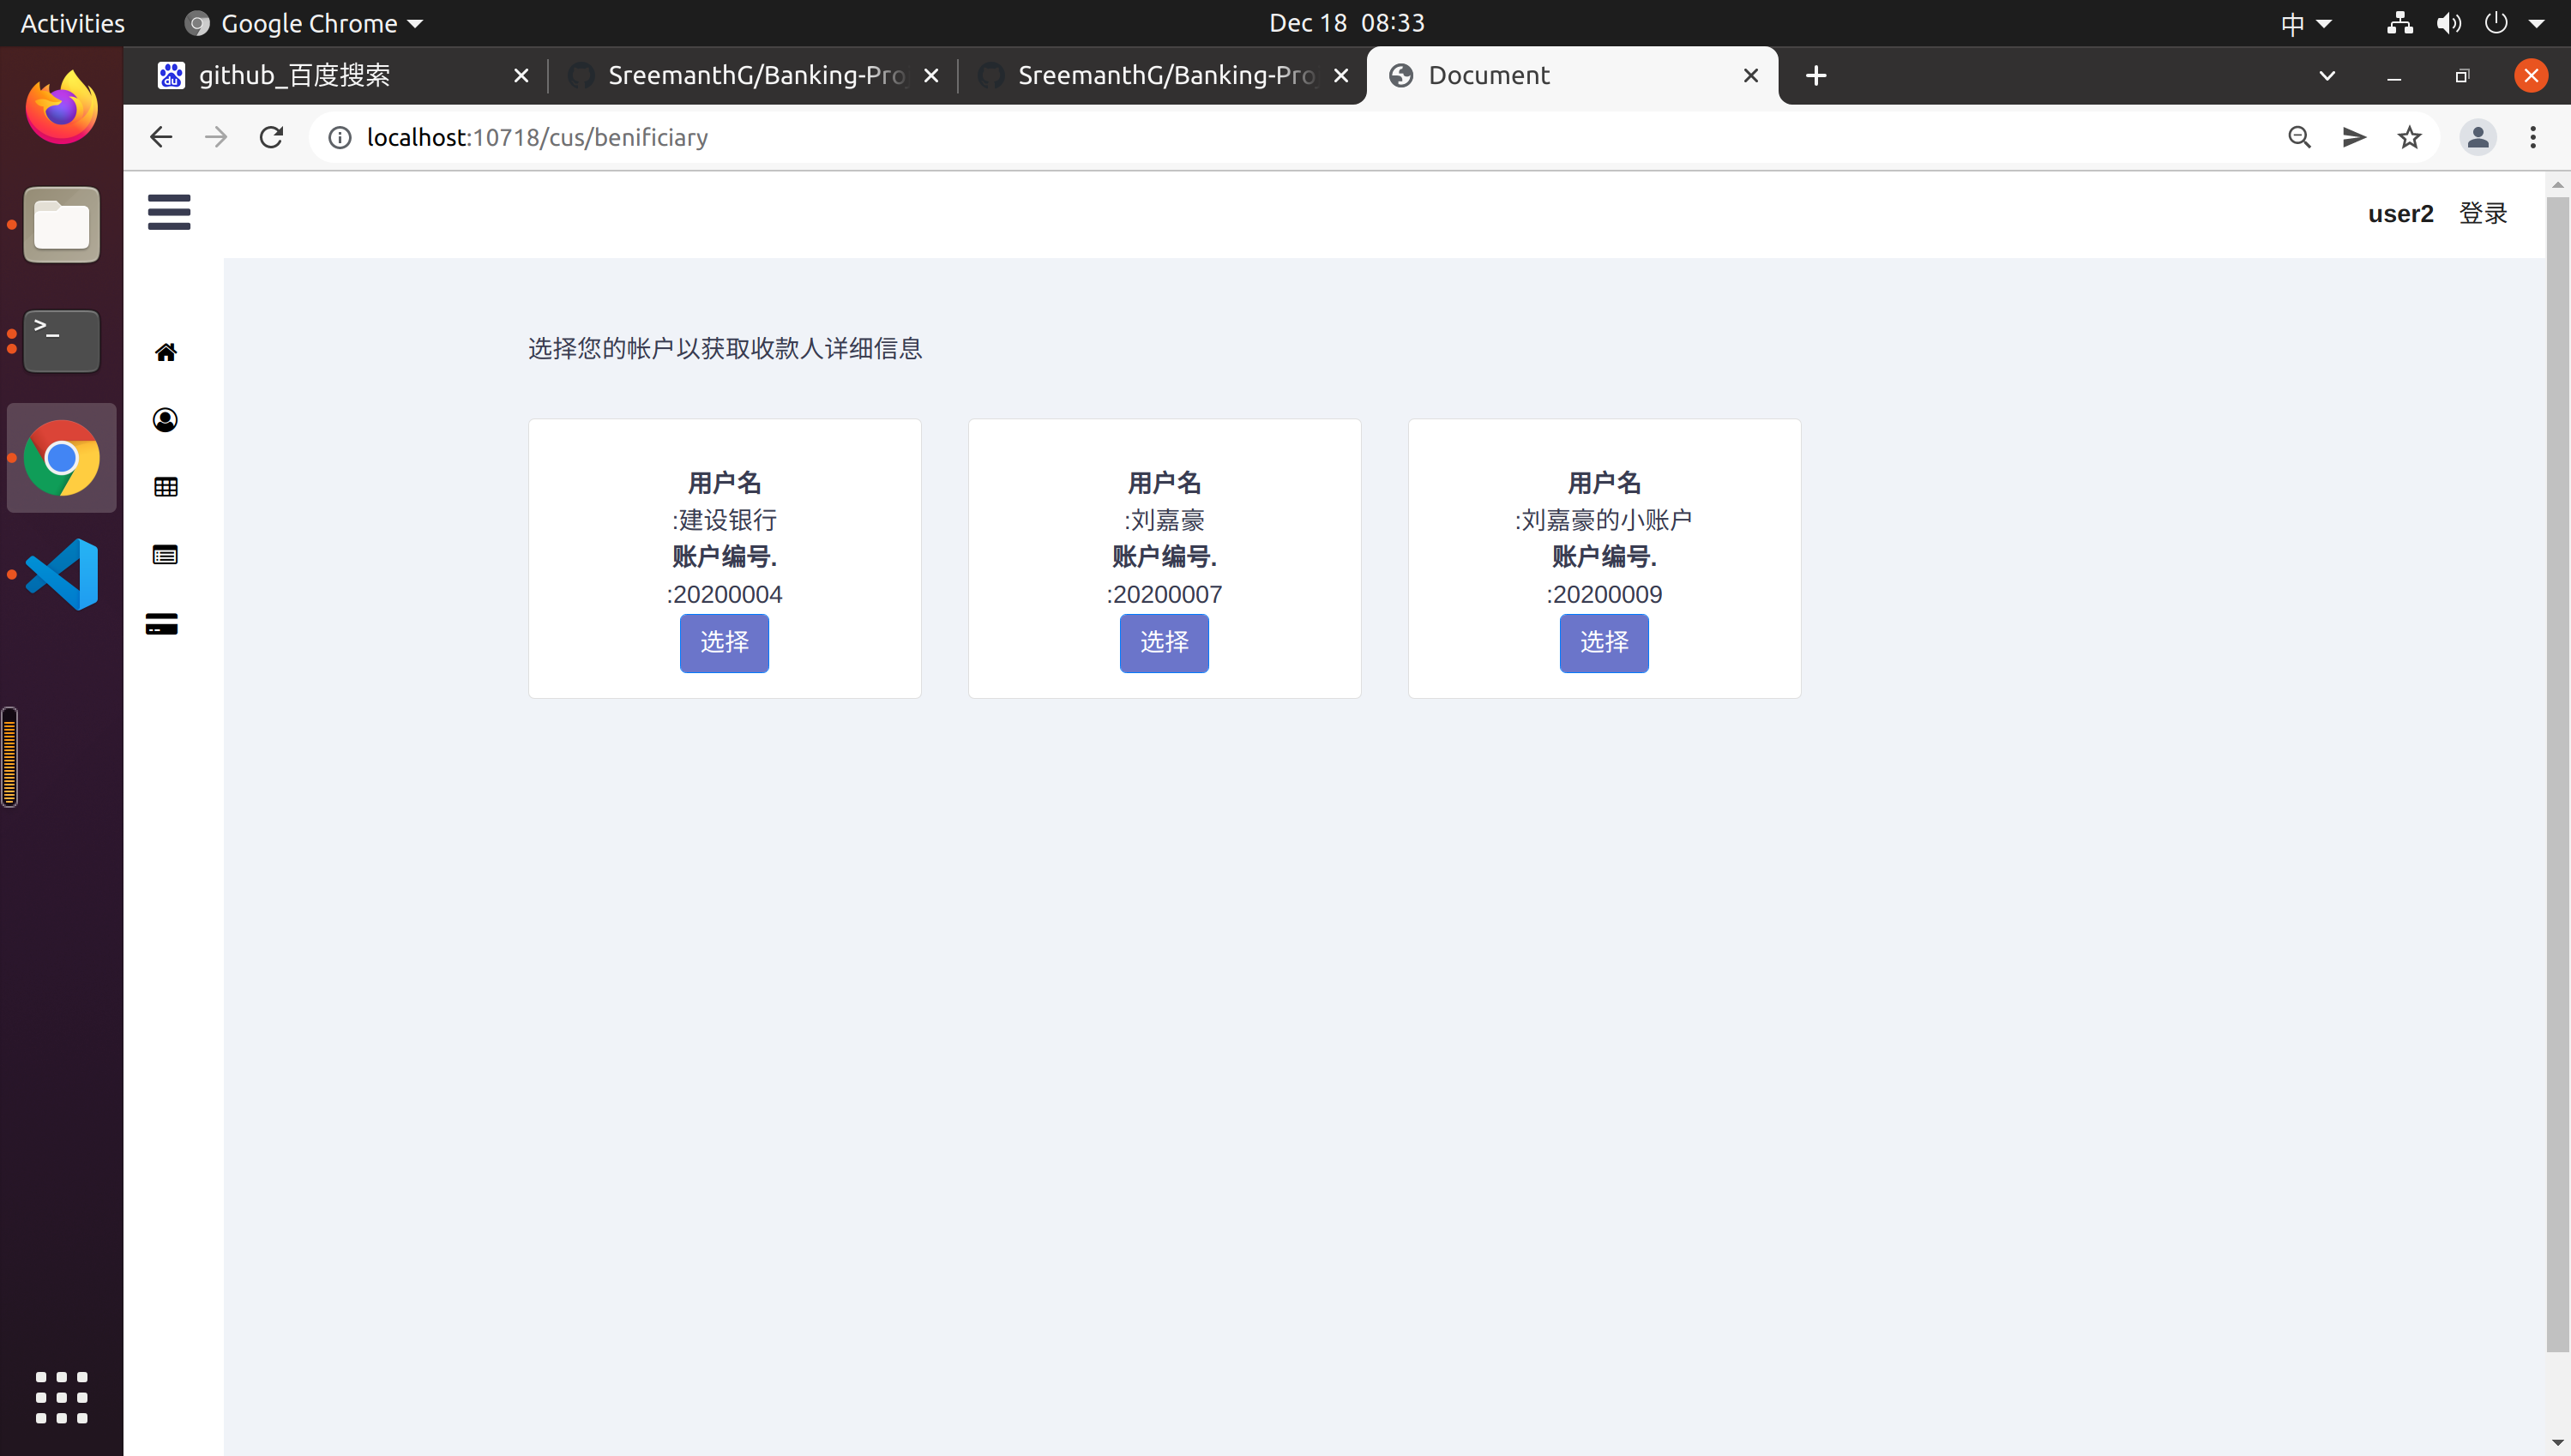 Activities
Google Chrome
Dec 18 08:33
中
github_百度搜索
SreemanthG/Banking-Pro
SreemanthG/Banking-Pro
Document
localhost:10718/cus/benificiary
user2 登录
选择您的帐户以获取收款人详细信息
用户名
:建设银行
账户编号.
:20200004
选择
用户名
:刘嘉豪
账户编号.
:20200007
选择
用户名
:刘嘉豪的小账户
账户编号.
:20200009
选择